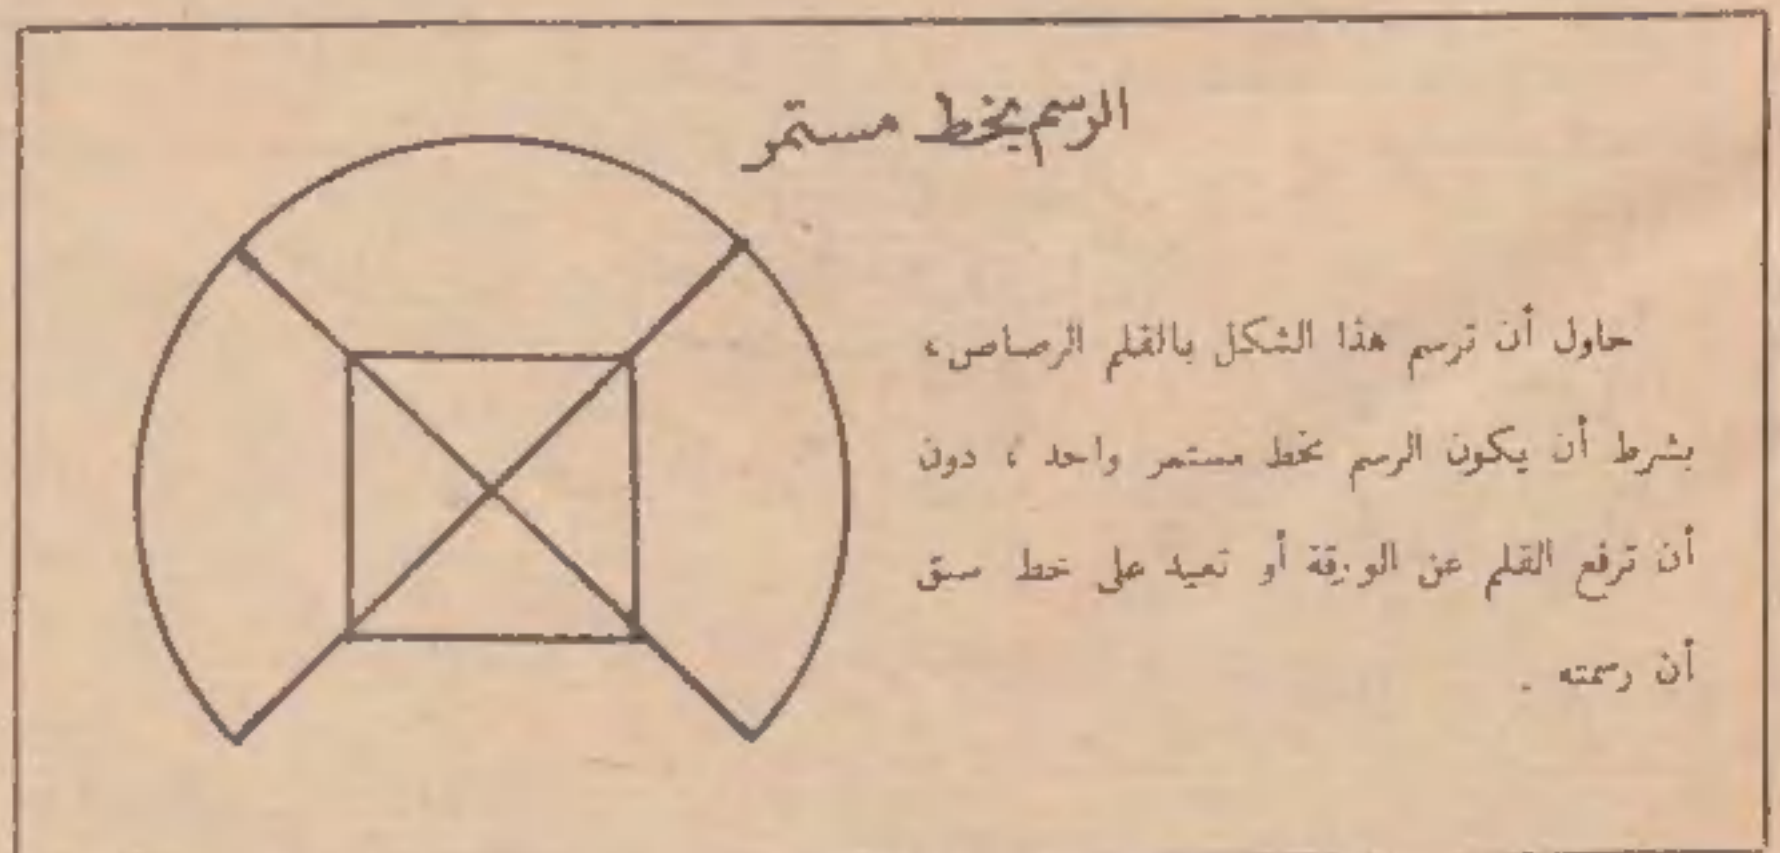 الرسم بخط مستمر
حاول أن ترسم هذا الشكل بالقلم الرصاص،
بشرط أن يكون الرسم بخط مستمر واحد ، دون
أن ترفع القلم عن الورقة أو تعيد على خط سبق
أن رسمته .